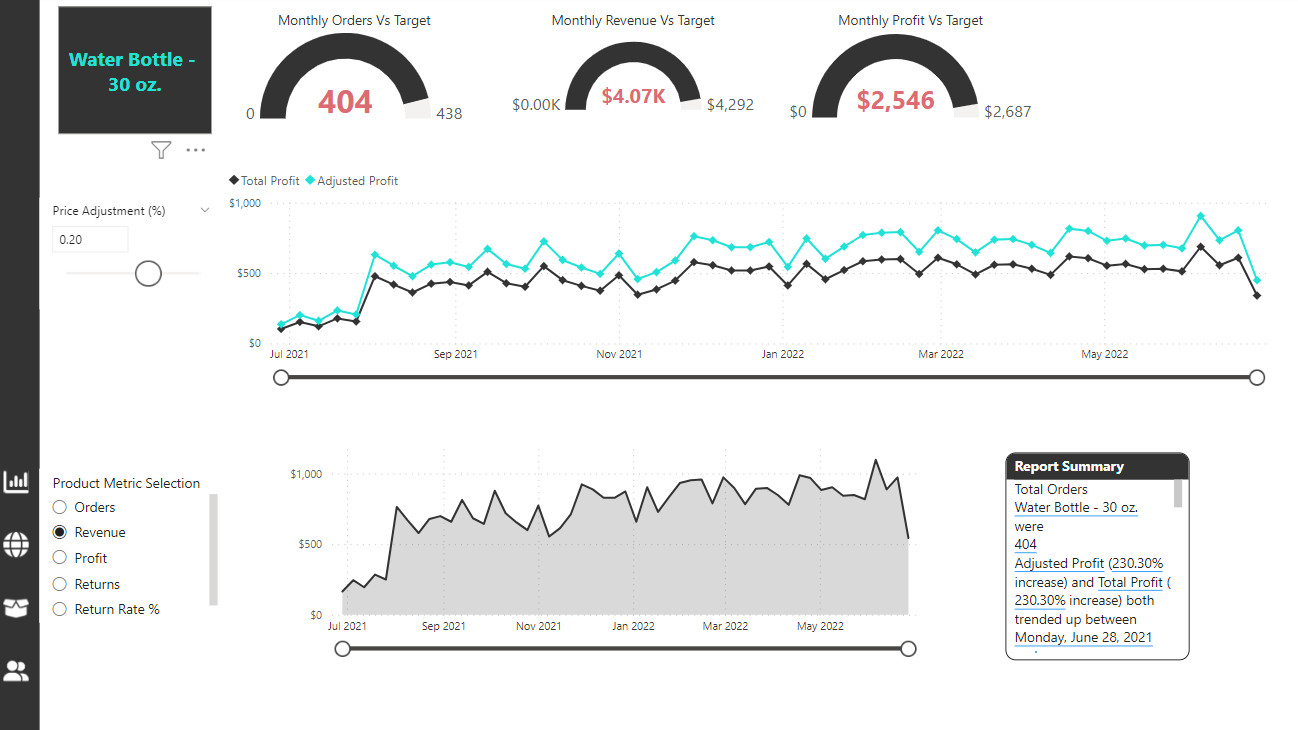 Water Bottle -
30 oz.
Monthly Orders Vs Target
404
0
438
Monthly Revenue Vs Target
$4.07K
$0.00K
$4,292
Monthly Profit Vs Target
$2,546
$0
$2,687
Price Adjustment (%)
0.20
Total Profit Adjusted Profit
$1,000
$500
$0
Jul 2021 Sep 2021 Nov 2021 Jan 2022 Mar 2022 May 2022
Product Metric Selection
Orders
Revenue
Profit
Returns
Return Rate %
$1,000
$500
$0
Jul 2021 Sep 2021 Nov 2021 Jan 2022 Mar 2022 May 2022
Report Summary
Total Orders
Water Bottle - 30 oz.
were
404
Adjusted Profit (230.30%
increase) and Total Profit (
230.30% increase) both
trended up between
Monday, June 28, 2021